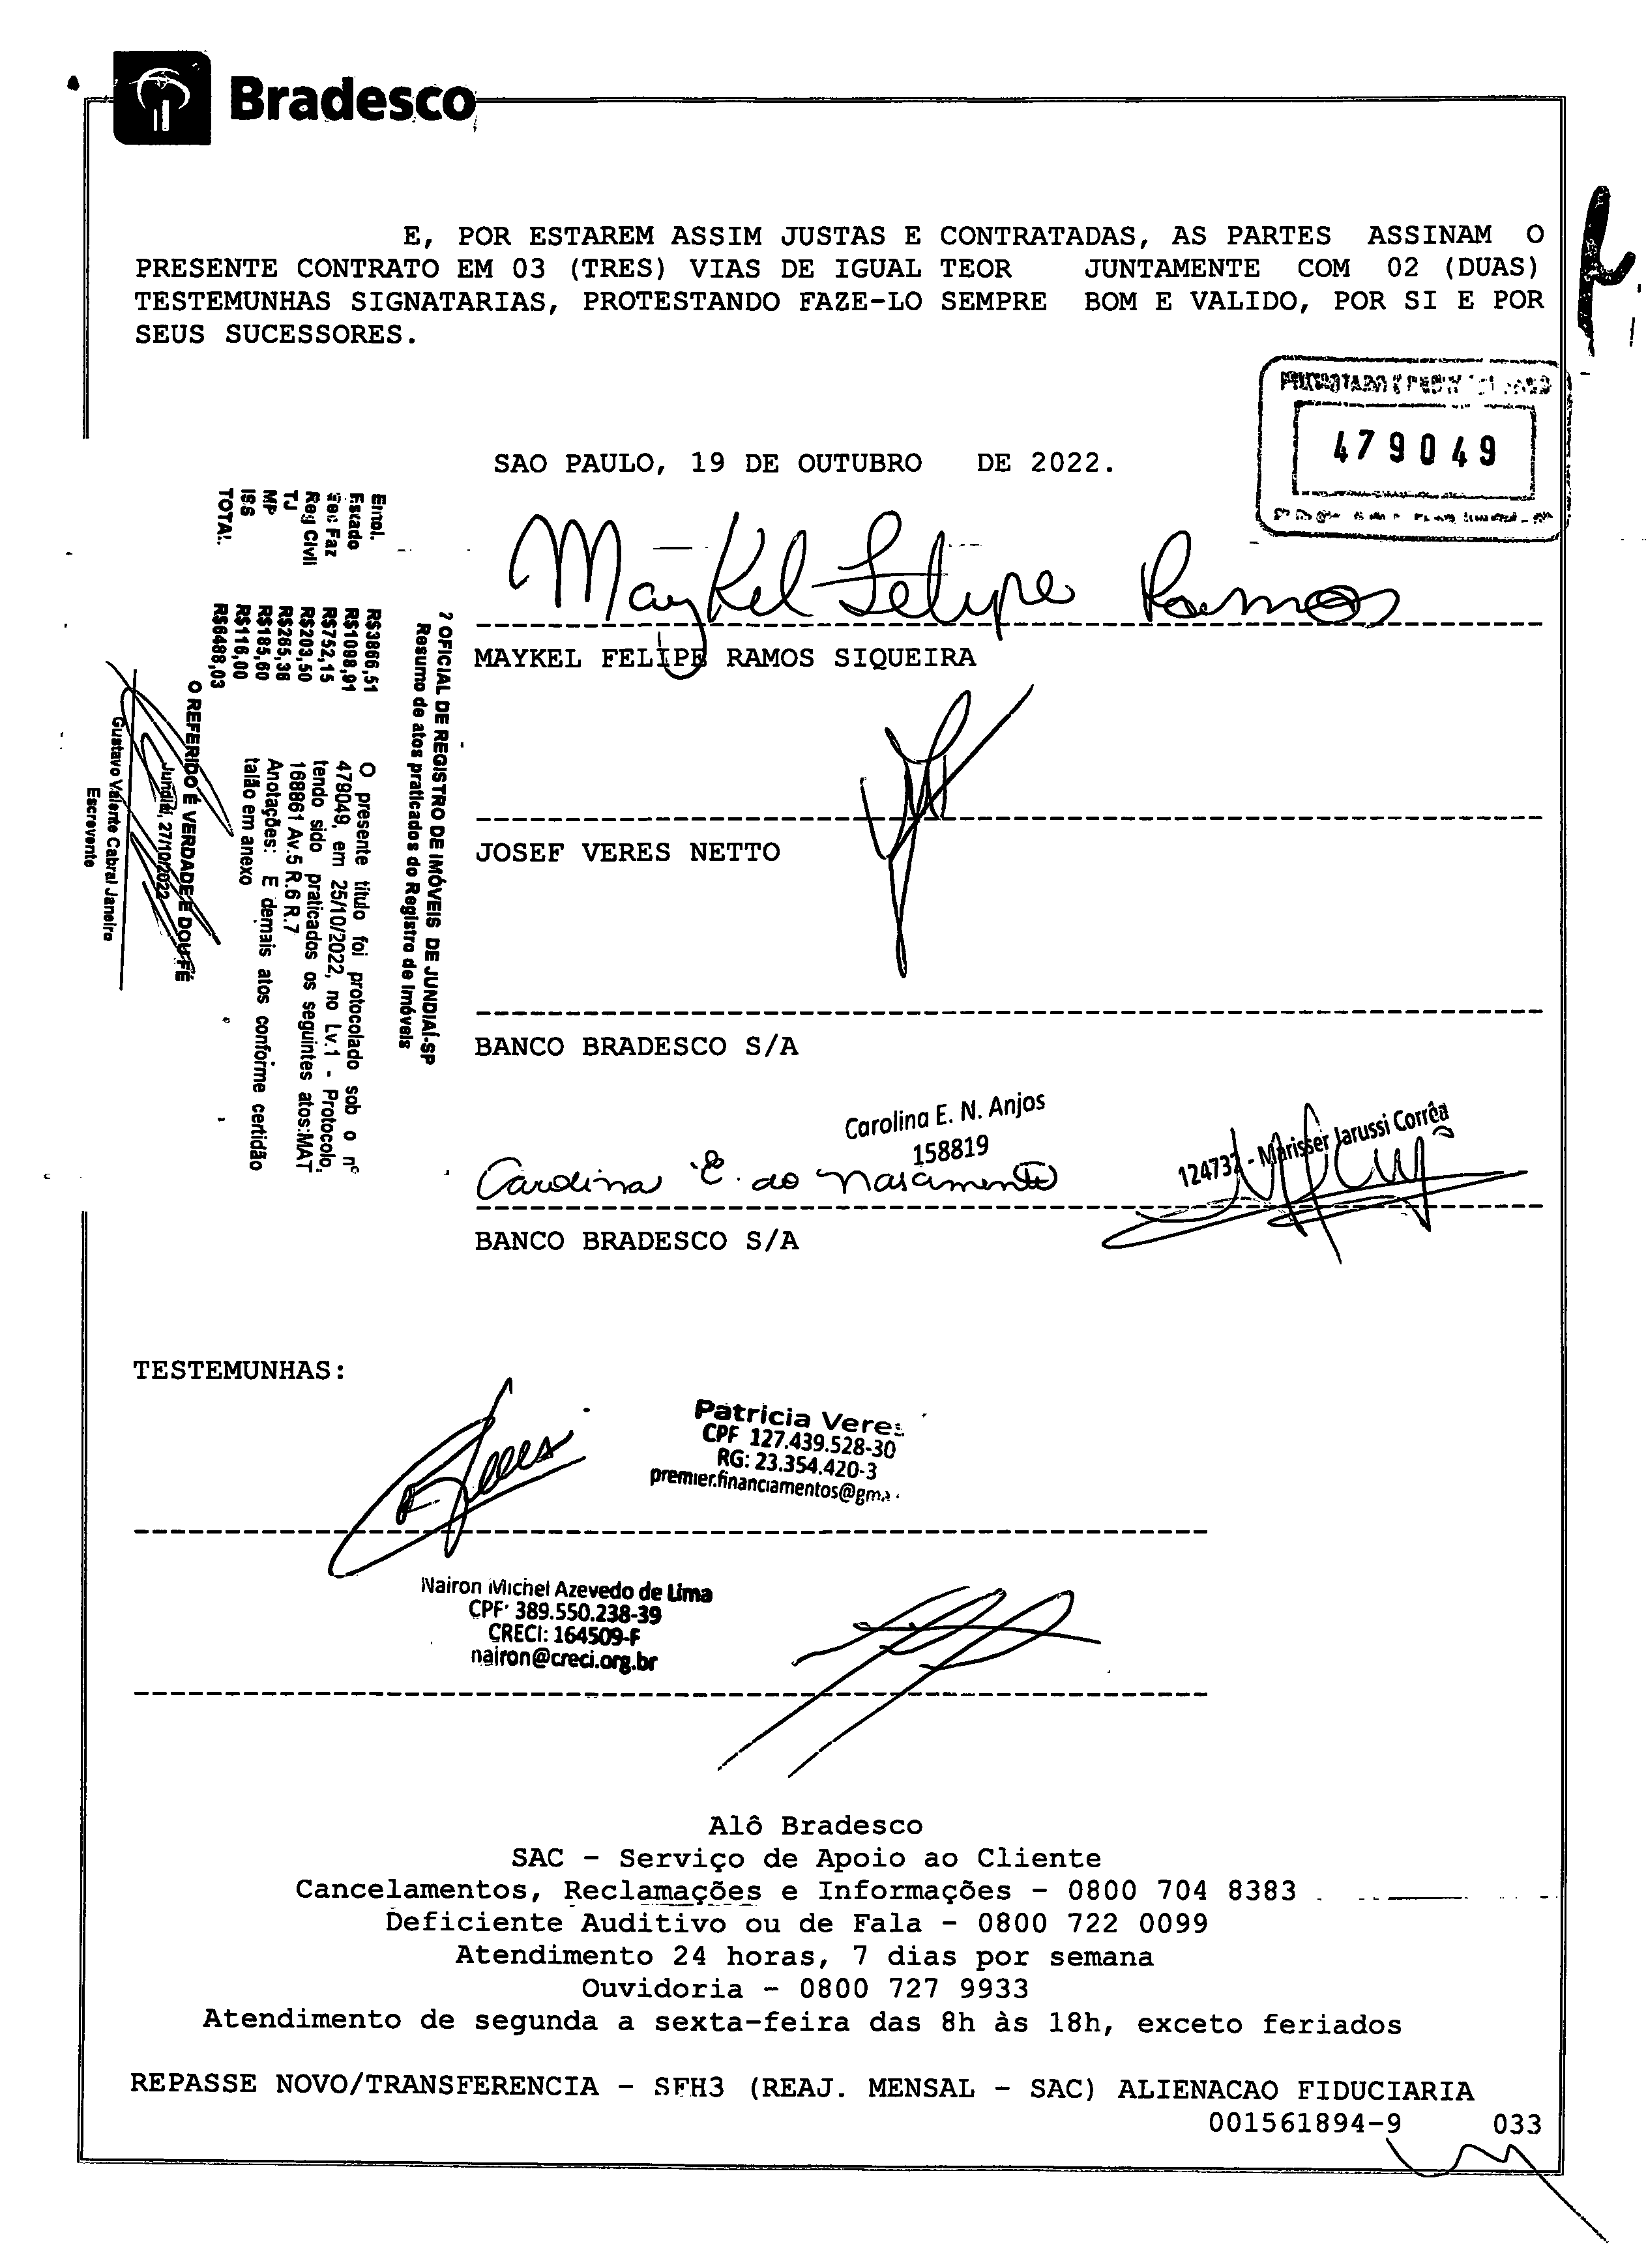 Bradesco
E, POR ESTAREM ASSIM JUSTAS E CONTRATADAS, AS PARTES ASSINAM O
PRESENTE CONTRATO EM 03 (TRES) VIAS DE IGUAL TEOR JUNTAMENTE COM 02 (DUAS)
TESTEMUNHAS SIGNATARIAS, PROTESTANDO FAZE-LO SEMPRE BOM E VALIDO, POR SI E POR
SEUS SUCESSORES.
479049
SAO PAULO, 19 DE OUTUBRO DE 2022.
Maykel Felipe Ramos
MAYKEL FELIPE RAMOS SIQUEIRA
JOSEF VERES NETTO
BANCO BRADESCO S/A
Carolina E. N. Anjos
158819
124732 - Marisser Iarussi Corrêa
Carolina E. do Nascimento
BANCO BRADESCO S/A
2 OFICIAL DE REGISTRO DE IMÓVEIS DE JUNDIAÍ-SP
Resumo de atos praticados do Registro de Imóveis
Emol. R$3866,51
Estado R$1098,91
Sec Faz R$752,15
Reg Civil R$203,50
TJ R$265,36
MP R$185,60
ISS R$116,00
TOTAL R$6488,03
O presente título foi protocolado sob o nº
479049, em 25/10/2022, no Lv.1 - Protocolo,
tendo sido praticados os seguintes atos:MAT
168861 Av.5 R.6 R.7
Anotações: E demais atos conforme certidão
talão em anexo
O REFERIDO É VERDADE E DOU FÉ
Jundiaí, 27/10/2022
Gustavo Valente Cabral Janeiro
Escrevente
TESTEMUNHAS:
Patricia Veres
CPF 127.439.528-30
RG: 23.354.420-3
premier.financiamentos@gma
Nairon Michel Azevedo de Lima
CPF: 389.550.238-39
CRECI: 164509-F
nairon@creci.org.br
Alô Bradesco
SAC - Serviço de Apoio ao Cliente
Cancelamentos, Reclamações e Informações - 0800 704 8383
Deficiente Auditivo ou de Fala - 0800 722 0099
Atendimento 24 horas, 7 dias por semana
Ouvidoria - 0800 727 9933
Atendimento de segunda a sexta-feira das 8h às 18h, exceto feriados
REPASSE NOVO/TRANSFERENCIA - SFH3 (REAJ. MENSAL - SAC) ALIENACAO FIDUCIARIA
001561894-9 033